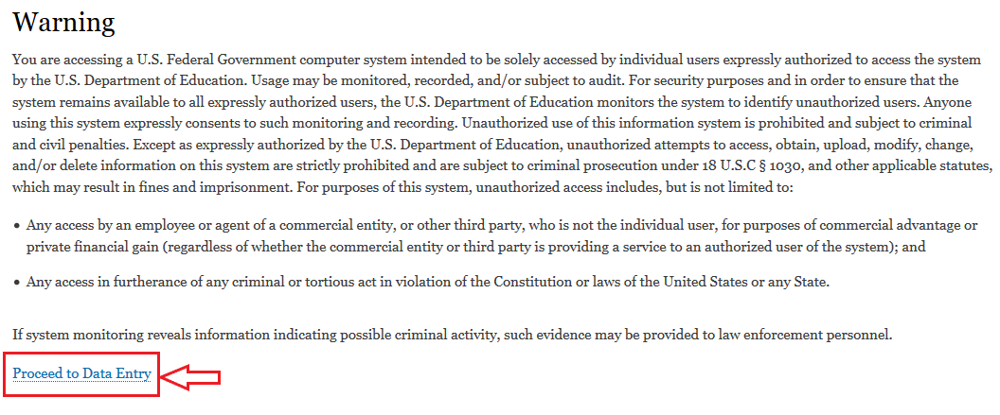 Warning
You are accessing a U.S. Federal Government computer system intended to be solely accessed by individual users expressly authorized to access the system
by the U.S. Department of Education. Usage may be monitored, recorded, and/or subject to audit. For security purposes and in order to ensure that the
system remains available to all expressly authorized users, the U.S. Department of Education monitors the system to identify unauthorized users. Anyone
using this system expressly consents to such monitoring and recording. Unauthorized use of this information system is prohibited and subject to criminal
and civil penalties. Except as expressly authorized by the U.S. Department of Education, unauthorized attempts to access, obtain, upload, modify, change,
and/or delete information on this system are strictly prohibited and are subject to criminal prosecution under 18 U.S.C § 1030, and other applicable statutes,
which may result in fines and imprisonment. For purposes of this system, unauthorized access includes, but is not limited to:
• Any access by an employee or agent of a commercial entity, or other third party, who is not the individual user, for purposes of commercial advantage or
private financial gain (regardless of whether the commercial entity or third party is providing a service to an authorized user of the system); and
• Any access in furtherance of any criminal or tortious act in violation of the Constitution or laws of the United States or any State.
If system monitoring reveals information indicating possible criminal activity, such evidence may be provided to law enforcement personnel.
Proceed to Data Entry